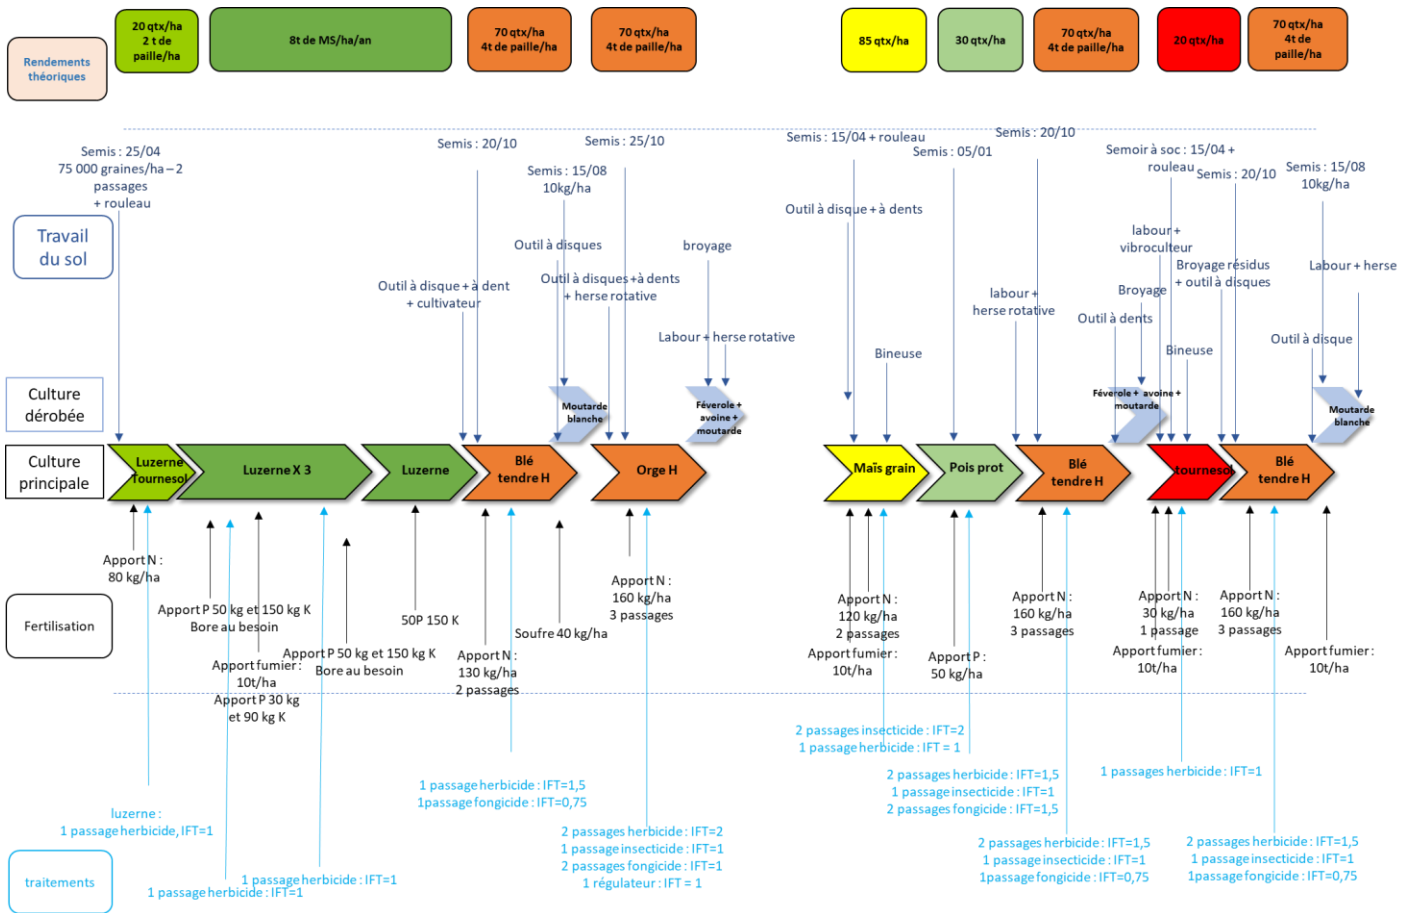 20 qtx/ha
2 t de
paille/ha
8t de MS/ha/an
70 qtx/ha
4t de paille/ha
70 qtx/ha
4t de paille/ha
85 qtx/ha
30 qtx/ha
70 qtx/ha
4t de paille/ha
20 qtx/ha
70 qtx/ha
4t de
paille/ha
Rendements
théoriques
Semis : 25/04
75 000 graines/ha – 2
passages
+ rouleau
Semis : 20/10
Semis : 15/08
10kg/ha
Semis : 25/10
Semis : 15/04 + rouleau
Semis : 05/01
Semis : 20/10
Semoir à soc : 15/04 +
rouleau
Semis : 20/10
Semis : 15/08
10kg/ha
Travail
du sol
Outil à disque + à dent
+ cultivateur
Outil à disques
Outil à disques +à dents
+ herse rotative
broyage
Labour + herse rotative
Outil à disque + à dents
Bineuse
labour +
herse rotative
Outil à dents
Broyage
labour +
vibroculteur
Bineuse
Broyage résidus
+ outil à disques
Outil à disque
Labour + herse
Culture
dérobée
Moutarde
blanche
Féverole +
avoine +
moutarde
Féverole + avoine +
moutarde
Moutarde
blanche
Culture
principale
Luzerne
Tournesol
Luzerne X 3
Luzerne
Blé
tendre H
Orge H
Maïs grain
Pois prot
Blé
tendre H
tournesol
Blé
tendre H
Fertilisation
Apport N :
80 kg/ha
Apport P 50 kg et 150 kg K
Bore au besoin
Apport fumier :
10t/ha
Apport P 30 kg
et 90 kg K
Apport P 50 kg et 150 kg K
Bore au besoin
50P 150 K
Apport N :
130 kg/ha
2 passages
Soufre 40 kg/ha
Apport N :
160 kg/ha
3 passages
Apport N :
120 kg/ha
2 passages
Apport fumier :
10t/ha
Apport P :
50 kg/ha
Apport N :
160 kg/ha
3 passages
Apport N :
30 kg/ha
1 passage
Apport fumier :
10t/ha
Apport N :
160 kg/ha
3 passages
Apport fumier :
10t/ha
traitements
luzerne :
1 passage herbicide, IFT=1
1 passage herbicide : IFT=1
1 passage herbicide : IFT=1
1 passage herbicide : IFT=1,5
1passage fongicide : IFT=0,75
2 passages herbicide : IFT=2
1 passage insecticide : IFT=1
2 passages fongicide : IFT=1
1 régulateur : IFT = 1
2 passages insecticide : IFT=2
1 passage herbicide : IFT = 1
2 passages herbicide : IFT=1,5
1 passage insecticide : IFT=1
2 passages fongicide : IFT=1,5
2 passages herbicide : IFT=1,5
1 passage insecticide : IFT=1
1passage fongicide : IFT=0,75
1 passages herbicide : IFT=1
2 passages herbicide : IFT=1,5
1 passage insecticide : IFT=1
1passage fongicide : IFT=0,75